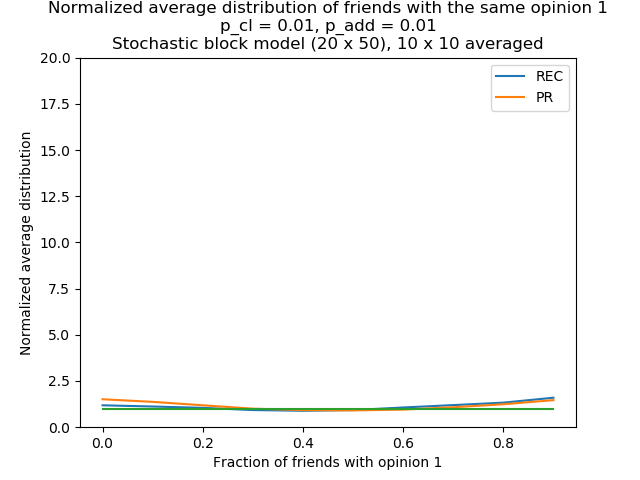 Normalized average distribution of friends with the same opinion 1
p_cl = 0.01, p_add = 0.01
Stochastic block model (20 x 50), 10 x 10 averaged
REC
PR
Normalized average distribution
20.0
17.5
15.0
12.5
10.0
7.5
5.0
2.5
0.0
0.0 0.2 0.4 0.6 0.8
Fraction of friends with opinion 1